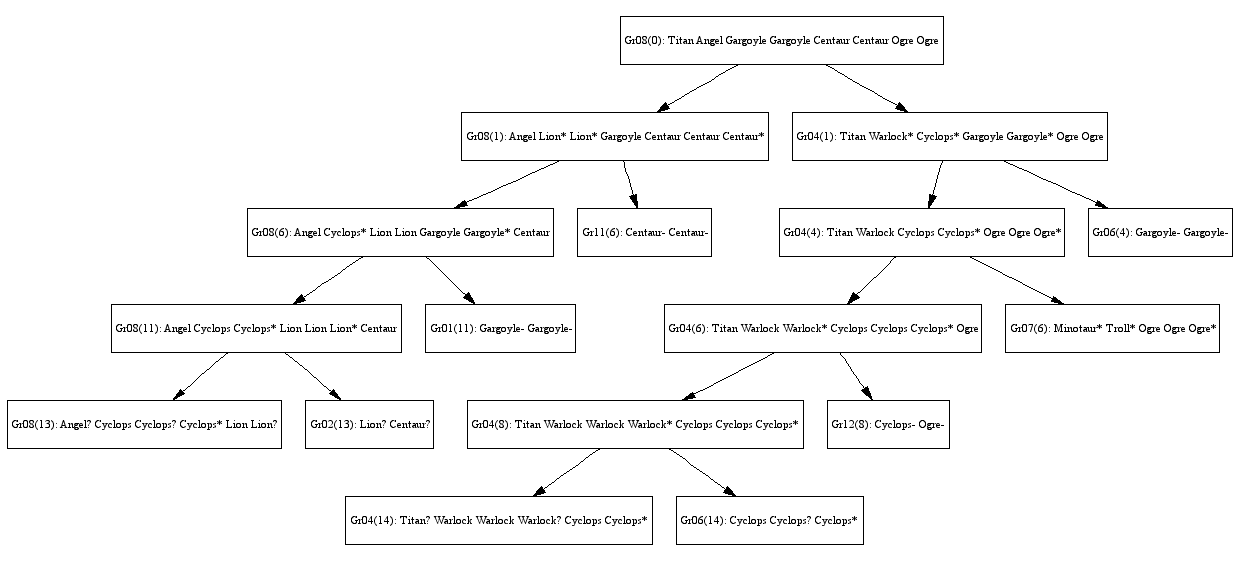 Gr08(0): Titan Angel Gargoyle Gargoyle Centaur Centaur Ogre Ogre
Gr08(1): Angel Lion* Lion* Gargoyle Centaur Centaur Centaur*
Gr04(1): Titan Warlock* Cyclops* Gargoyle Gargoyle* Ogre Ogre
Gr08(6): Angel Cyclops* Lion Lion Gargoyle Gargoyle* Centaur
Gr11(6): Centaur- Centaur-
Gr04(4): Titan Warlock Cyclops Cyclops* Ogre Ogre Ogre*
Gr06(4): Gargoyle- Gargoyle-
Gr08(11): Angel Cyclops Cyclops* Lion Lion Lion* Centaur
Gr01(11): Gargoyle- Gargoyle-
Gr04(6): Titan Warlock Warlock* Cyclops Cyclops Cyclops* Ogre
Gr07(6): Minotaur* Troll* Ogre Ogre Ogre*
Gr08(13): Angel? Cyclops Cyclops? Cyclops* Lion Lion?
Gr02(13): Lion? Centaur?
Gr04(8): Titan Warlock Warlock Warlock* Cyclops Cyclops Cyclops*
Gr12(8): Cyclops- Ogre-
Gr04(14): Titan? Warlock Warlock Warlock? Cyclops Cyclops*
Gr06(14): Cyclops Cyclops? Cyclops*